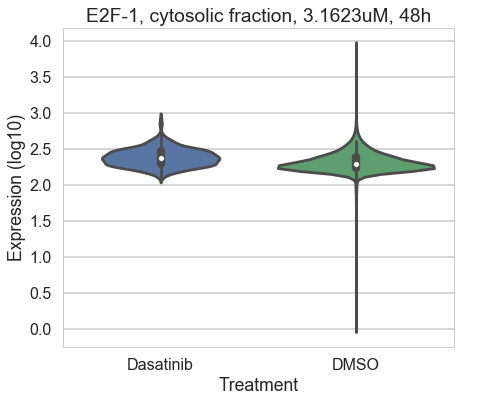 E2F-1, cytosolic fraction, 3.1623uM, 48h
Expression (log10)
4.0
3.5
3.0
2.5
2.0
1.5
1.0
0.5
0.0
Dasatinib DMSO
Treatment